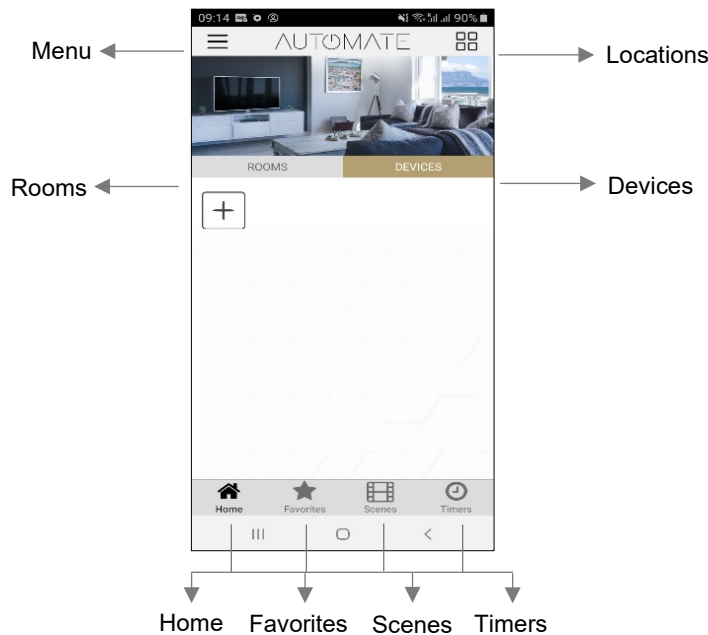 09:14 90%
Menu AUTOMATE Locations
ROOMS DEVICES
Rooms Devices
Home Favorites Scenes Timers
Home Favorites Scenes Timers